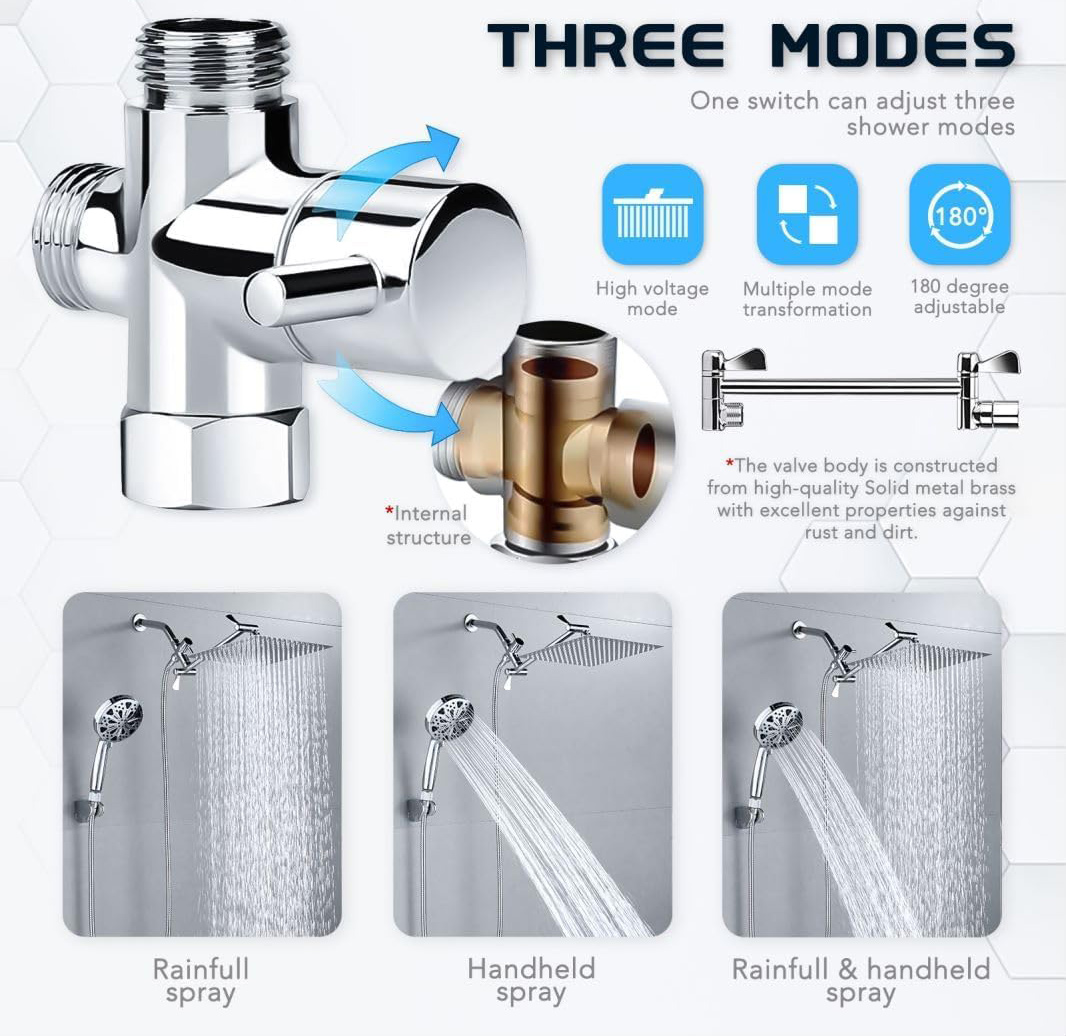 THREE MODES
One switch can adjust three
shower modes
180°
High voltage
mode
Multiple mode
transformation
180 degree
adjustable
*Internal
structure
*The valve body is constructed
from high-quality Solid metal brass
with excellent properties against
rust and dirt.
Rainfull
spray
Handheld
spray
Rainfull & handheld
spray